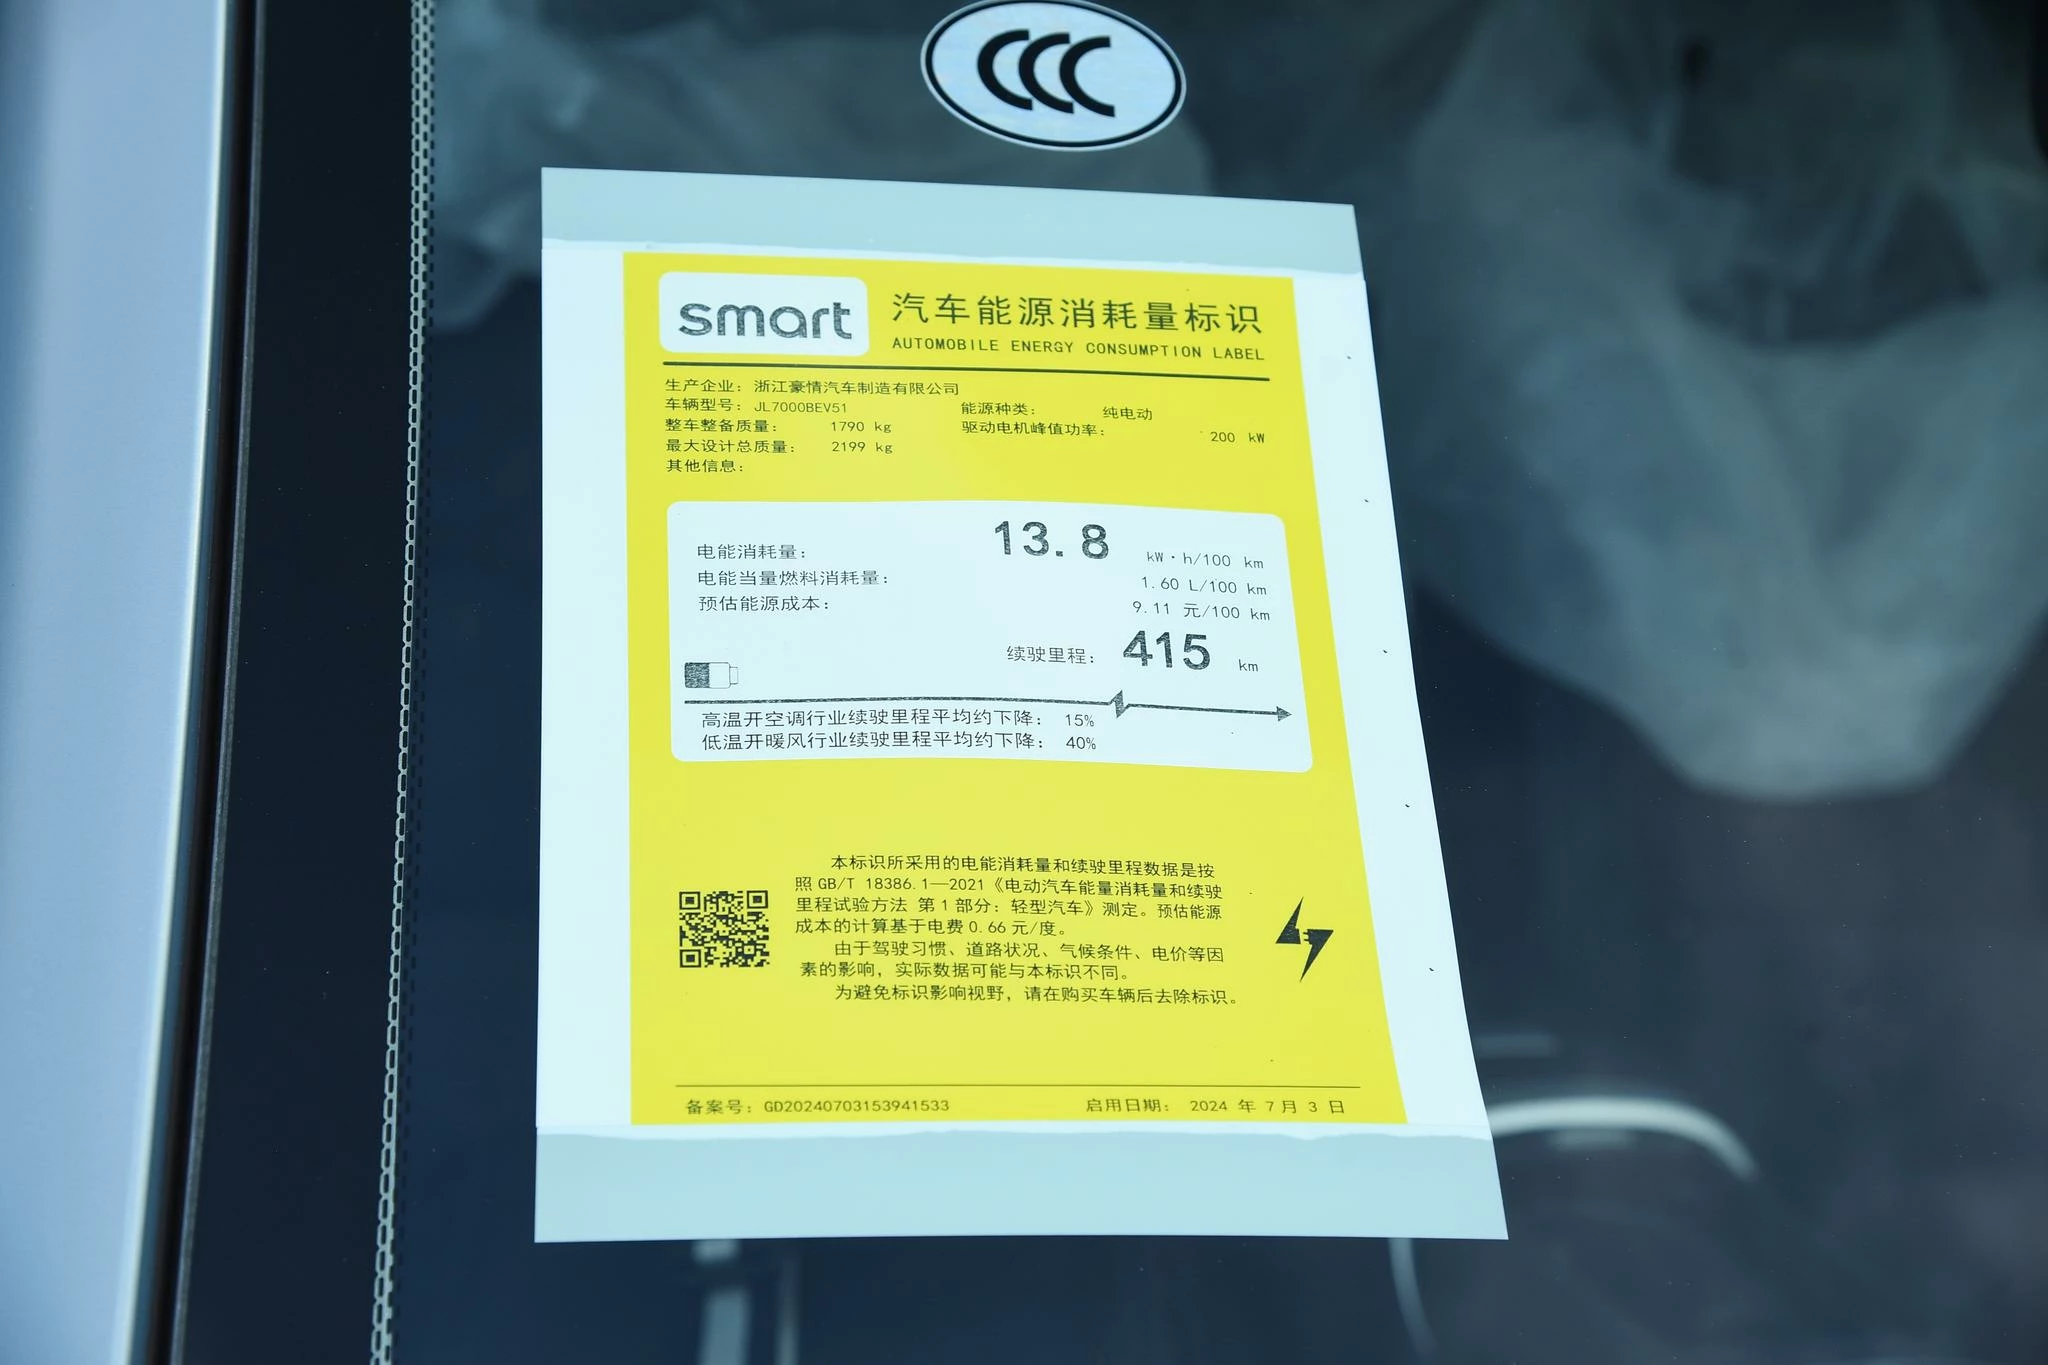 CCC
smart
汽车能源消耗量标识
AUTOMOBILE ENERGY CONSUMPTION LABEL
生产企业：浙江豪情汽车制造有限公司
车辆型号：JL7000BEV51 能源种类： 纯电动
整车整备质量： 1790 kg 驱动电机峰值功率： 200 kW
最大设计总质量： 2199 kg
其他信息：
电能消耗量： 13.8 kW·h/100 km
电能当量燃料消耗量： 1.60 L/100 km
预估能源成本： 9.11 元/100 km
续驶里程： 415 km
高温开空调行业续驶里程平均约下降： 15%
低温开暖风行业续驶里程平均约下降： 40%
本标识所采用的电能消耗量和续驶里程数据是按
照 GB/T 18386.1—2021《电动汽车能量消耗量和续驶
里程试验方法 第1部分：轻型汽车》测定。预估能源
成本的计算基于电费 0.66 元/度。
由于驾驶习惯、道路状况、气候条件、电价等因
素的影响，实际数据可能与本标识不同。
为避免标识影响视野，请在购买车辆后去除标识。
备案号：GD20240703153941533 启用日期： 2024 年 7 月 3 日